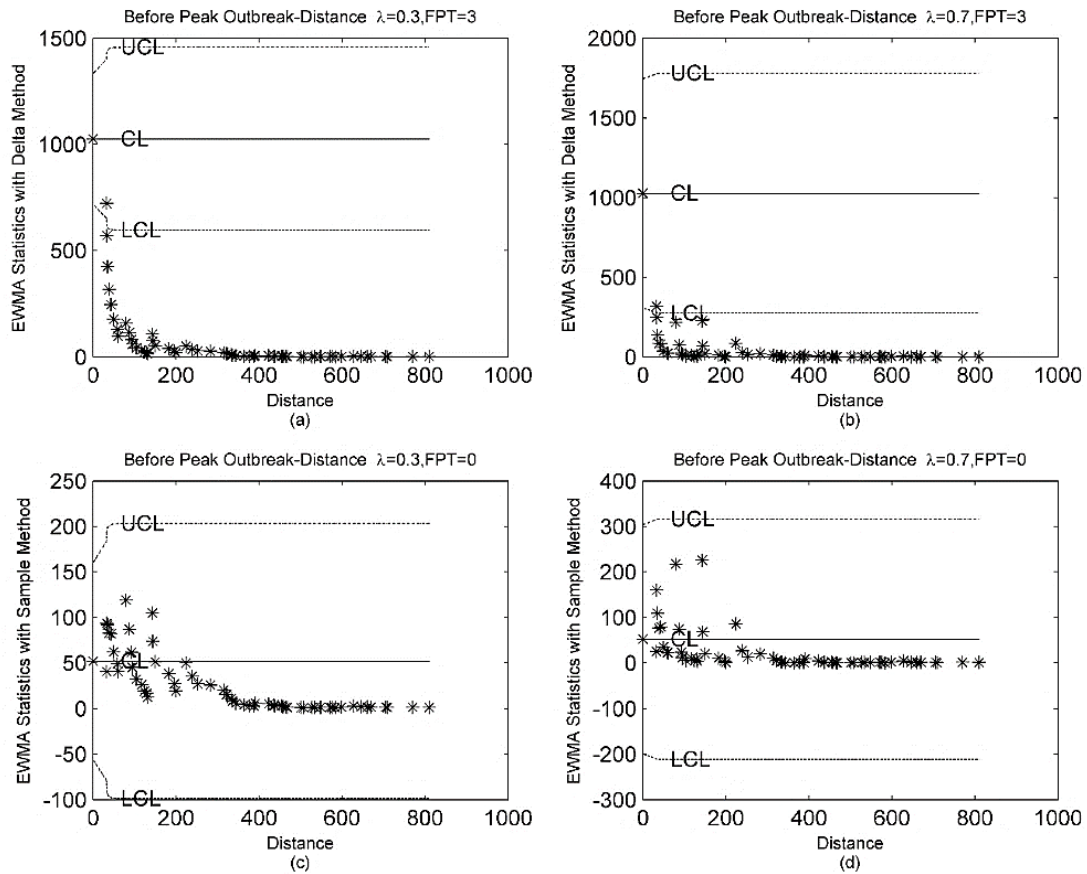 Before Peak Outbreak-Distance λ=0.3,FPT=3
EWMA Statistics with Delta Method
1500
1000
500
0
UCL
CL
LCL
0 200 400 600 800 1000
Distance
(a)
Before Peak Outbreak-Distance λ=0.7,FPT=3
EWMA Statistics with Delta Method
2000
1500
1000
500
0
UCL
CL
LCL
0 200 400 600 800 1000
Distance
(b)
Before Peak Outbreak-Distance λ=0.3,FPT=0
EWMA Statistics with Sample Method
250
200
150
100
50
0
-50
-100
UCL
CL
LCL
0 200 400 600 800 1000
Distance
(c)
Before Peak Outbreak-Distance λ=0.7,FPT=0
EWMA Statistics with Sample Method
400
300
200
100
0
-100
-200
-300
UCL
CL
LCL
0 200 400 600 800 1000
Distance
(d)